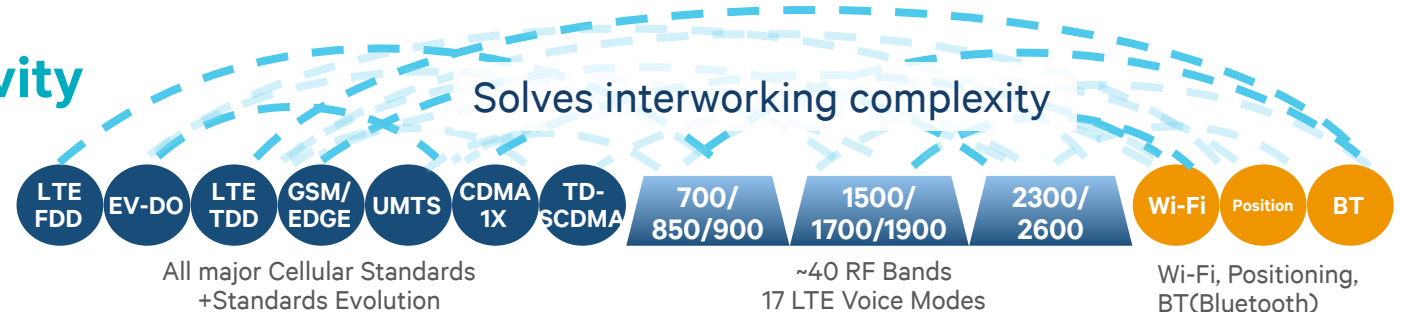 vity
Solves interworking complexity
LTE
FDD
EV-DO
LTE
TDD
GSM/
EDGE
UMTS
CDMA
1X
TD-
SCDMA
700/
850/900
1500/
1700/1900
2300/
2600
Wi-Fi
Position
BT
All major Cellular Standards
+Standards Evolution
~40 RF Bands
17 LTE Voice Modes
Wi-Fi, Positioning,
BT(Bluetooth)